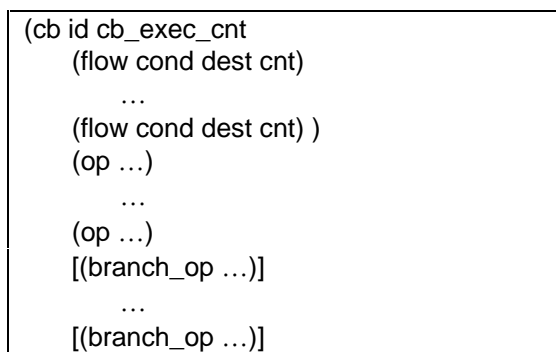 (cb id cb_exec_cnt
(flow cond dest cnt)
…
(flow cond dest cnt) )
(op …)
…
(op …)
[(branch_op …)]
…
[(branch_op …)]